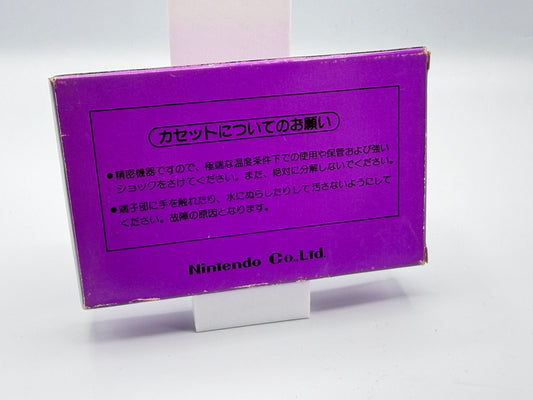 カセットについてのお願い
●精密機器ですので、極端な温度条件下での使用や保管および強い
ショックをさけてください。また、絶対に分解しないでください。
●端子部に手を触れたり、水にぬらしたりして汚さないようにして
ください。故障の原因となります。
Nintendo Co.,Ltd.